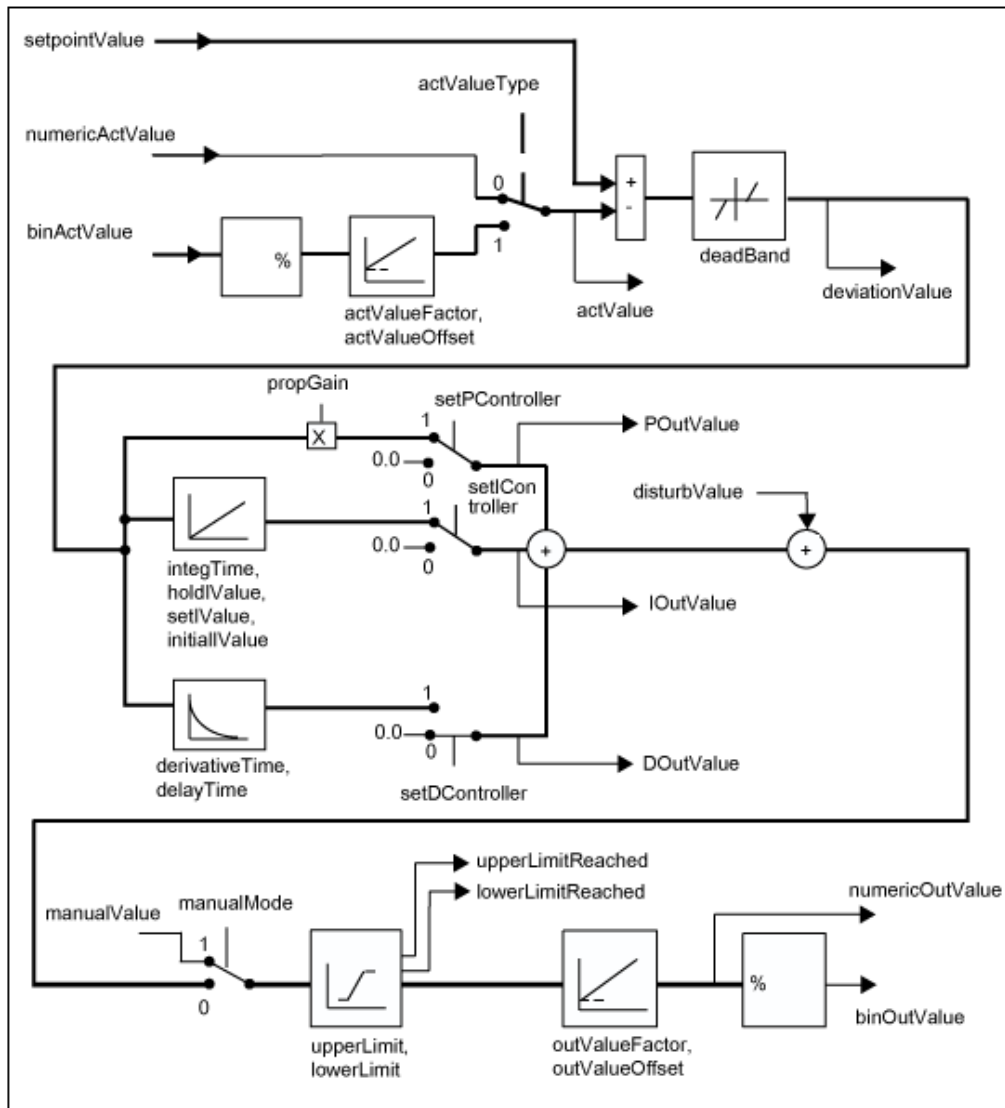 setpointValue
actValueType
numericActValue
0
+
-
binActValue
1
%
deadBand
deviationValue
actValue
actValueFactor,
actValueOffset
propGain
setPController
1
POutValue
X
0.0
0
setICon
troller
disturbValue
1
0.0
0
+
+
integTime,
holdIValue,
setIValue,
initialIValue
IOutValue
1
0.0
0
derivativeTime,
delayTime
DOutValue
setDController
upperLimitReached
lowerLimitReached
numericOutValue
manualValue
manualMode
1
%
0
binOutValue
upperLimit,
lowerLimit
outValueFactor,
outValueOffset